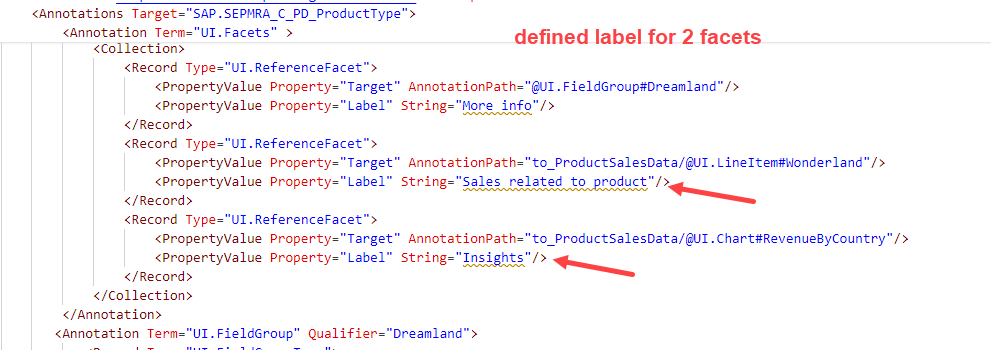 <Annotations Target="SAP.SEPMRA_C_PD_ProductType">
<Annotation Term="UI.Facets" >
defined label for 2 facets
<Collection>
<Record Type="UI.ReferenceFacet">
<PropertyValue Property="Target" AnnotationPath="@UI.FieldGroup#Dreamland"/>
<PropertyValue Property="Label" String="More info"/>
</Record>
<Record Type="UI.ReferenceFacet">
<PropertyValue Property="Target" AnnotationPath="to_ProductSalesData/@UI.LineItem#Wonderland"/>
<PropertyValue Property="Label" String="Sales related to product"/>
</Record>
<Record Type="UI.ReferenceFacet">
<PropertyValue Property="Target" AnnotationPath="to_ProductSalesData/@UI.Chart#RevenueByCountry"/>
<PropertyValue Property="Label" String="Insights"/>
</Record>
</Collection>
</Annotation>
<Annotation Term="UI.FieldGroup" Qualifier="Dreamland">